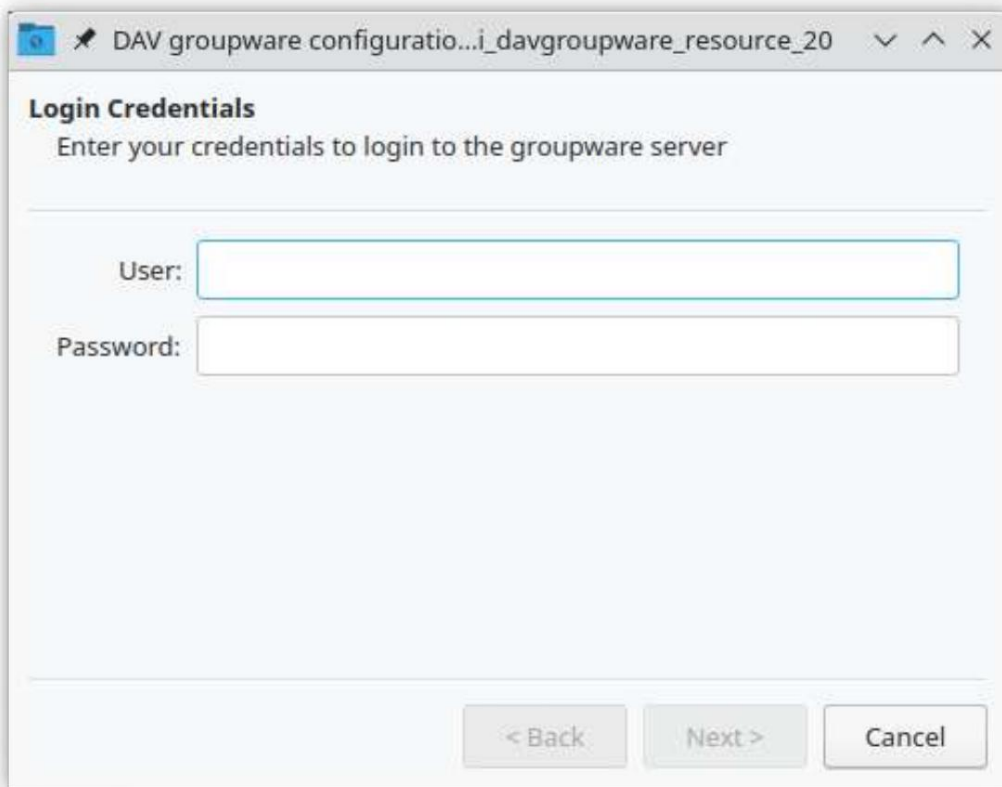 DAV groupware configuratio...i_davgroupware_resource_20
Login Credentials
Enter your credentials to login to the groupware server
User:
Password:
< Back Next > Cancel